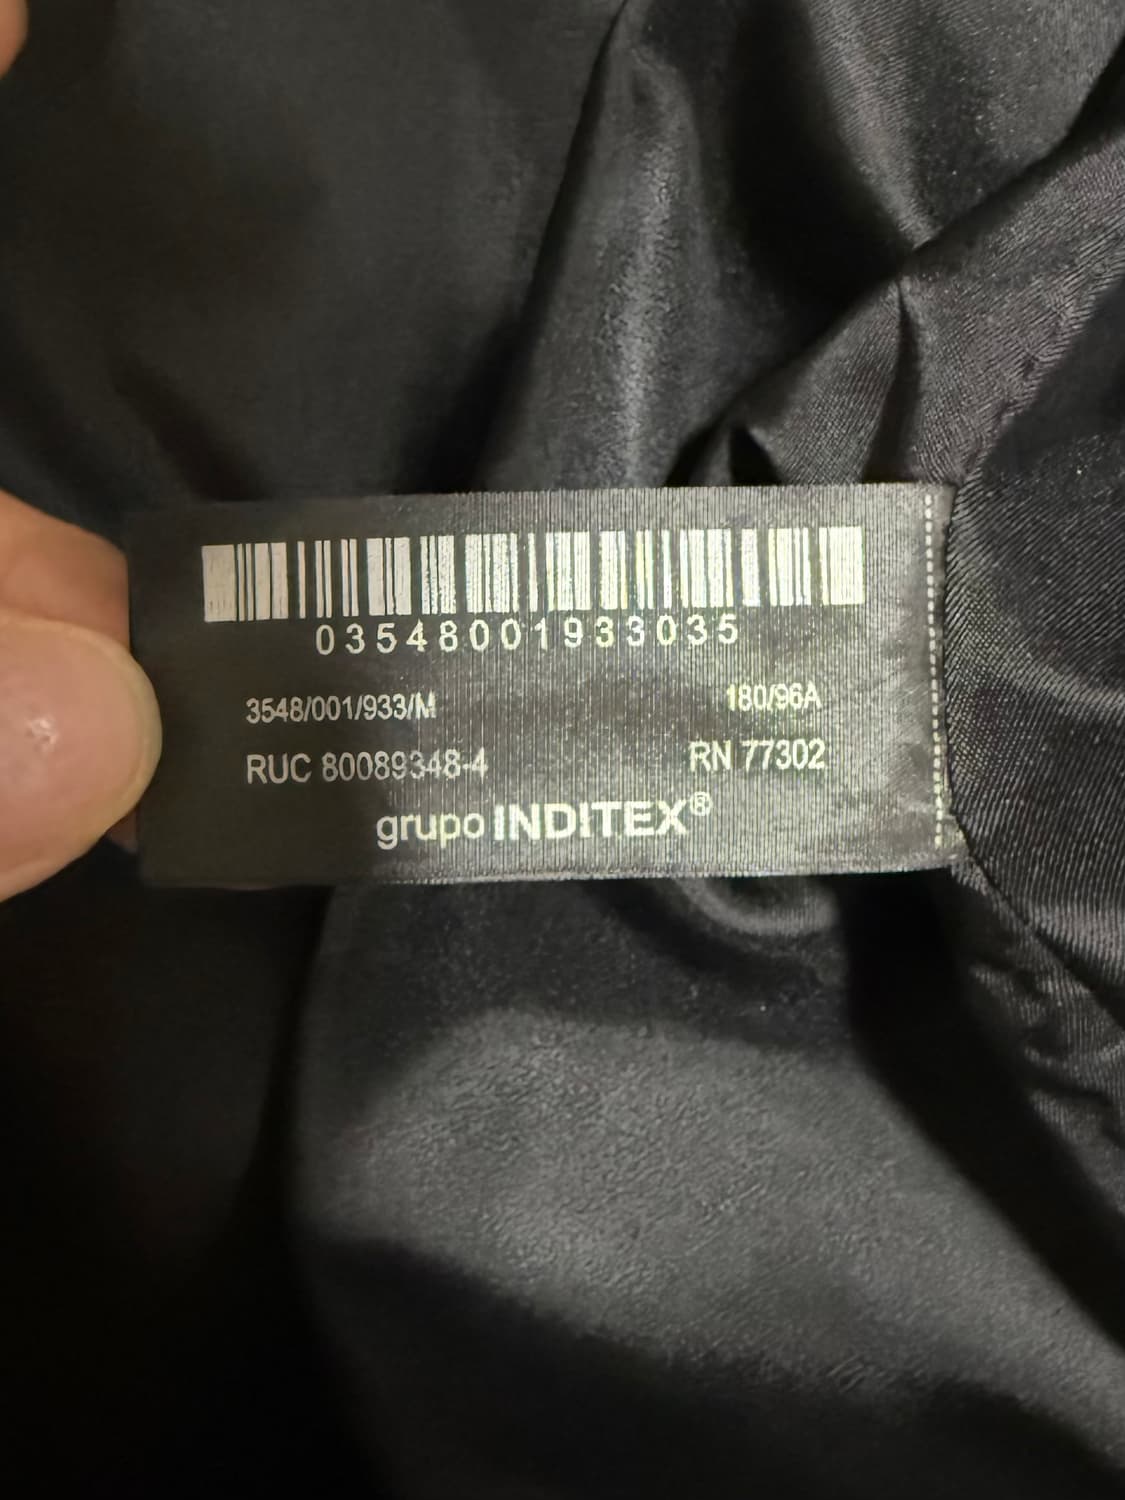 03548001933035
3548/001/933/M 180/96A
RUC 80089348-4 RN 77302
grupo INDITEX®